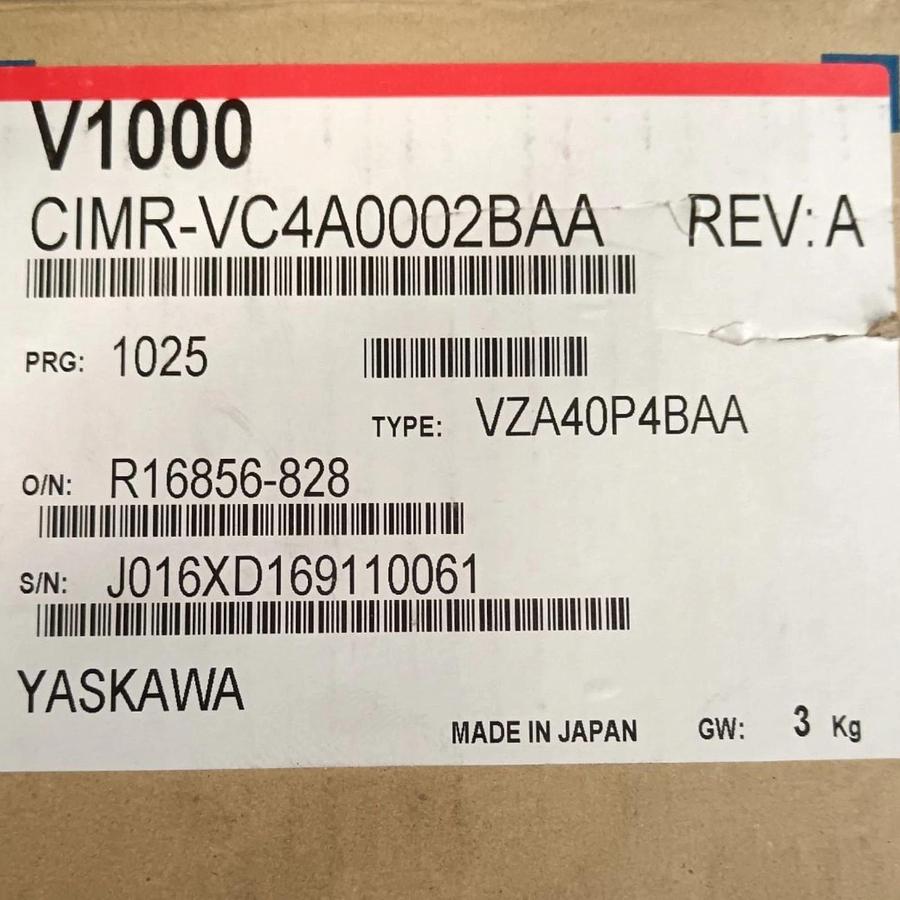 V1000
CIMR-VC4A0002BAA REV: A
PRG: 1025
TYPE: VZA40P4BAA
O/N: R16856-828
S/N: J016XD169110061
YASKAWA
MADE IN JAPAN GW: 3 Kg